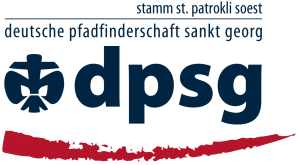 stamm st. patrokli soest
deutsche pfadfinderschaft sankt georg
dpsg